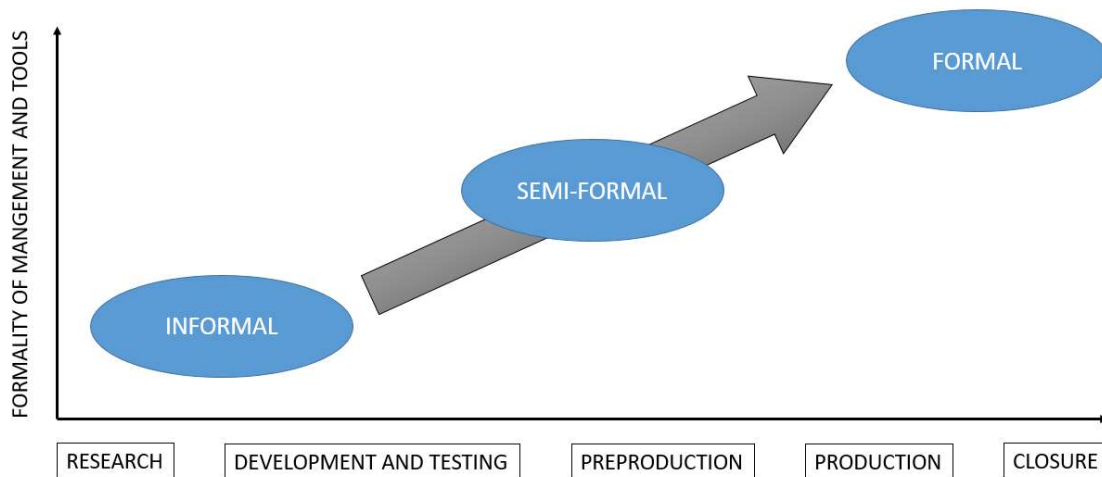 FORMALITY OF MANGEMENT AND TOOLS
FORMAL
SEMI-FORMAL
INFORMAL
RESEARCH
DEVELOPMENT AND TESTING
PREPRODUCTION
PRODUCTION
CLOSURE